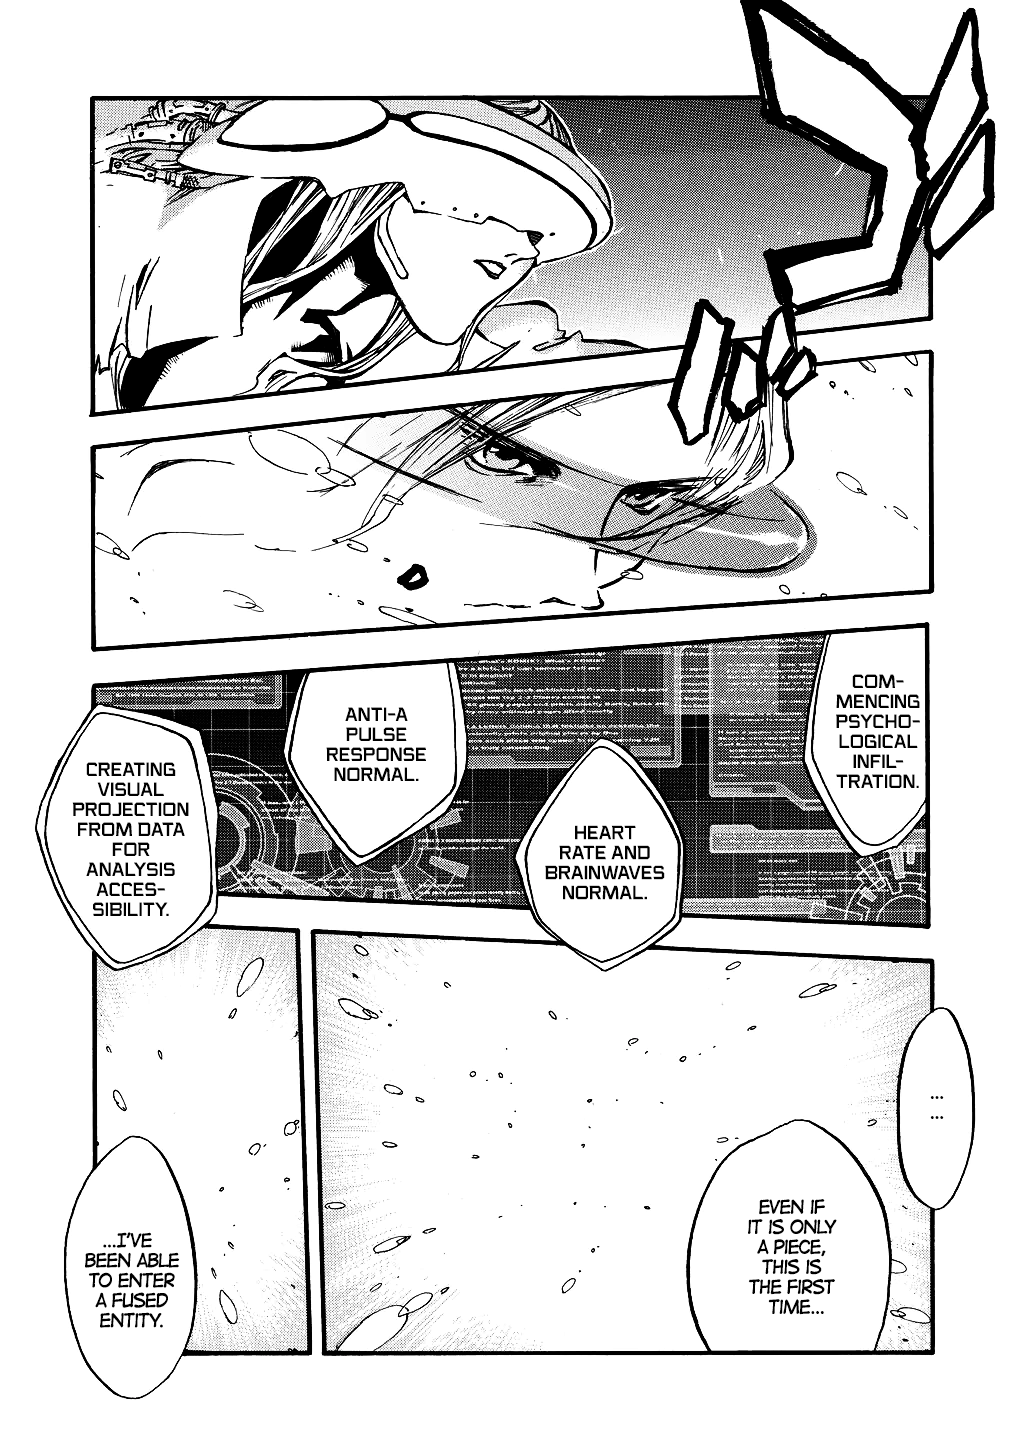 COM-
MENCING
PSYCHO-
LOGICAL
INFIL-
TRATION.
HEART
RATE AND
BRAINWAVES
NORMAL.
ANTI-A
PULSE
RESPONSE
NORMAL.
CREATING
VISUAL
PROJECTION
FROM DATA
FOR
ANALYSIS
ACCES-
SIBILITY.
...
...
EVEN IF
IT IS ONLY
A PIECE,
THIS IS
THE FIRST
TIME...
...I'VE
BEEN ABLE
TO ENTER
A FUSED
ENTITY.